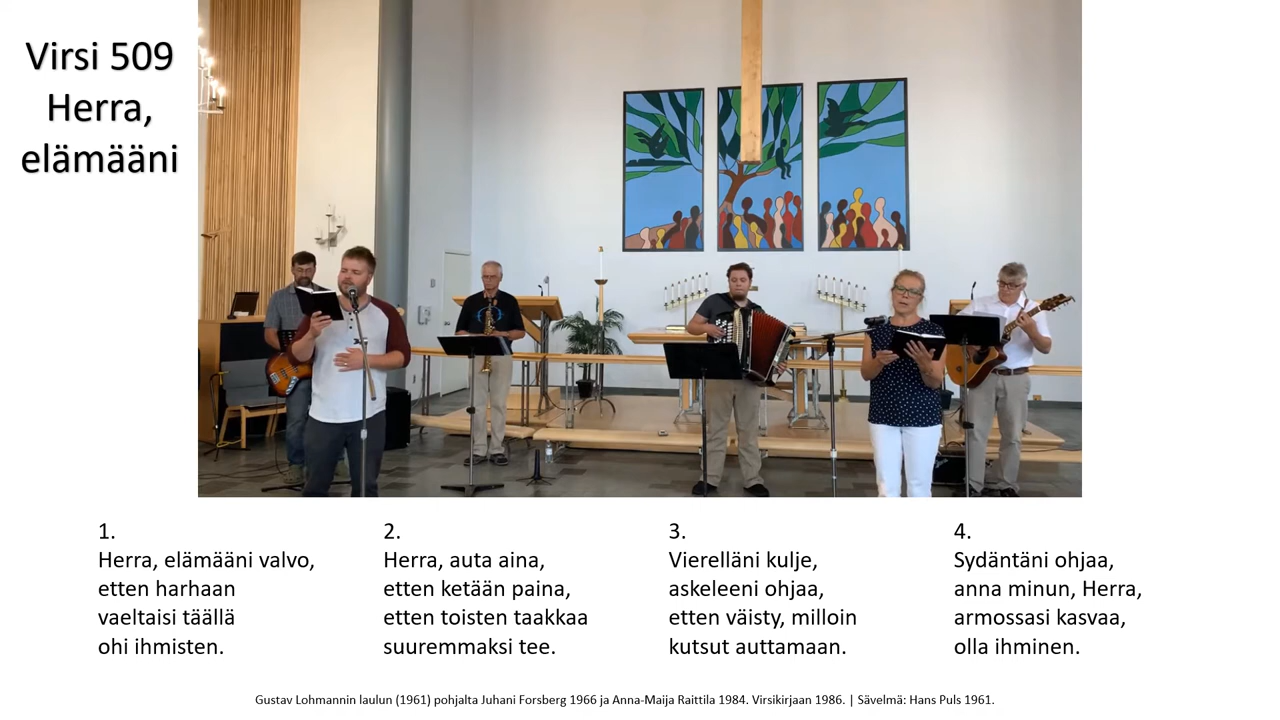 Virsi 509
Herra,
elämääni
1.
Herra, elämääni valvo,
etten harhaan
vaeltaisi täällä
ohi ihmisten.
2.
Herra, auta aina,
etten ketään paina,
etten toisten taakkaa
suuremmaksi tee.
3.
Vierelläni kulje,
askeleeni ohjaa,
etten väisty, milloin
kutsut auttamaan.
4.
Sydäntäni ohjaa,
anna minun, Herra,
armossasi kasvaa,
olla ihminen.
Gustav Lohmannin laulun (1961) pohjalta Juhani Forsberg 1966 ja Anna-Maija Raittila 1984. Virsikirjaan 1986. | Sävelmä: Hans Puls 1961.